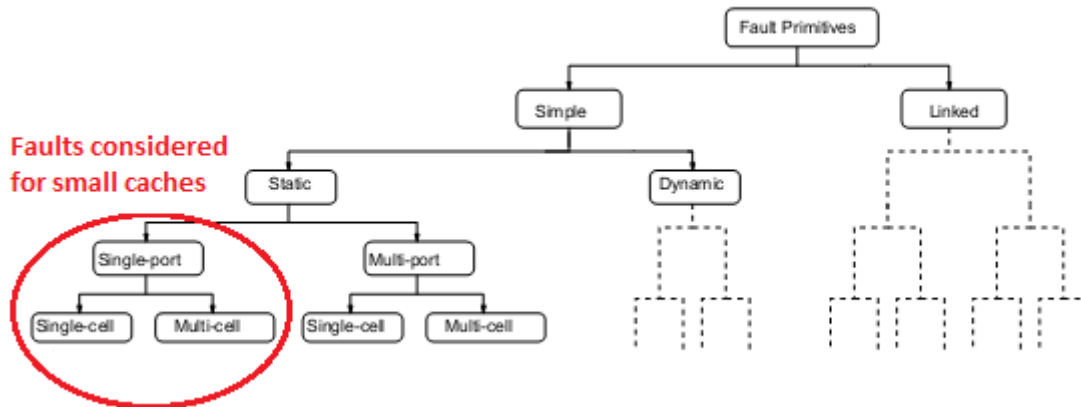 Fault Primitives
Simple
Linked
Faults considered
for small caches
Static
Dynamic
Single-port
Multi-port
Single-cell
Multi-cell
Single-cell
Multi-cell